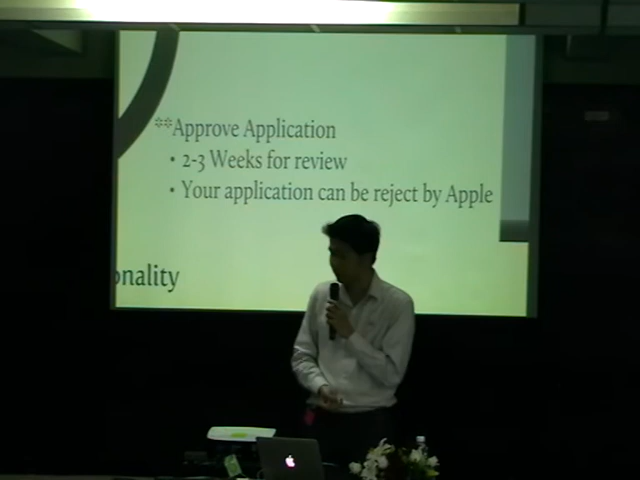 **Approve Application
• 2-3 Weeks for review
• Your application can be reject by Apple
onality